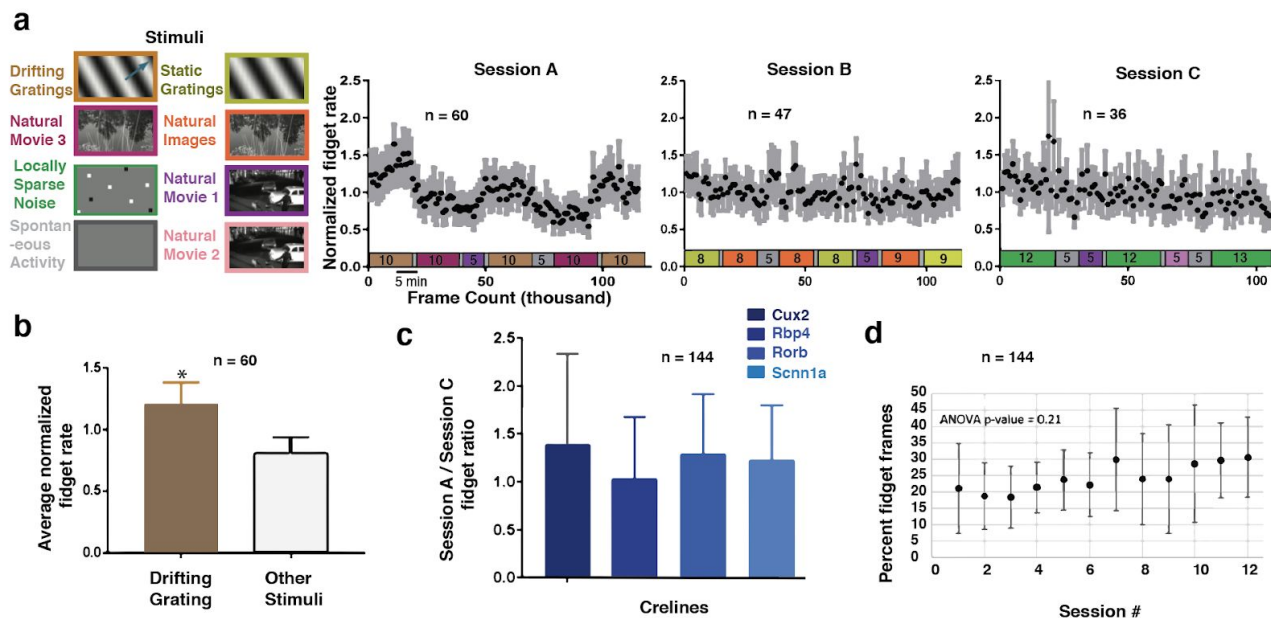 a
Stimuli
Drifting
Gratings
Static
Gratings
Natural
Movie 3
Natural
Images
Locally
Sparse
Noise
Natural
Movie 1
Spontan
-eous
Activity
Natural
Movie 2
Session A
n = 60
Normalized fidget rate
2.5
2.0
1.5
1.0
0.5
0.0
10 10 5 10 5 10 10
0 50 100
5 min
Frame Count (thousand)
Session B
n = 47
2.5
2.0
1.5
1.0
0.5
0.0
8 8 5 8 8 5 9 9
0 50 100
Session C
n = 36
2.5
2.0
1.5
1.0
0.5
0.0
12 5 5 12 5 5 13
0 50 100
b
n = 60
Average normalized
fidget rate
1.5
1.0
0.5
0.0
*
Drifting
Grating
Other
Stimuli
c
Cux2
Rbp4
Rorb
Scnn1a
n = 144
Session A / Session C
fidget ratio
2.5
2.0
1.5
1.0
0.5
0.0
Crelines
d
n = 144
ANOVA p-value = 0.21
Percent fidget frames
50
45
40
35
30
25
20
15
10
5
0
0 2 4 6 8 10 12
Session #